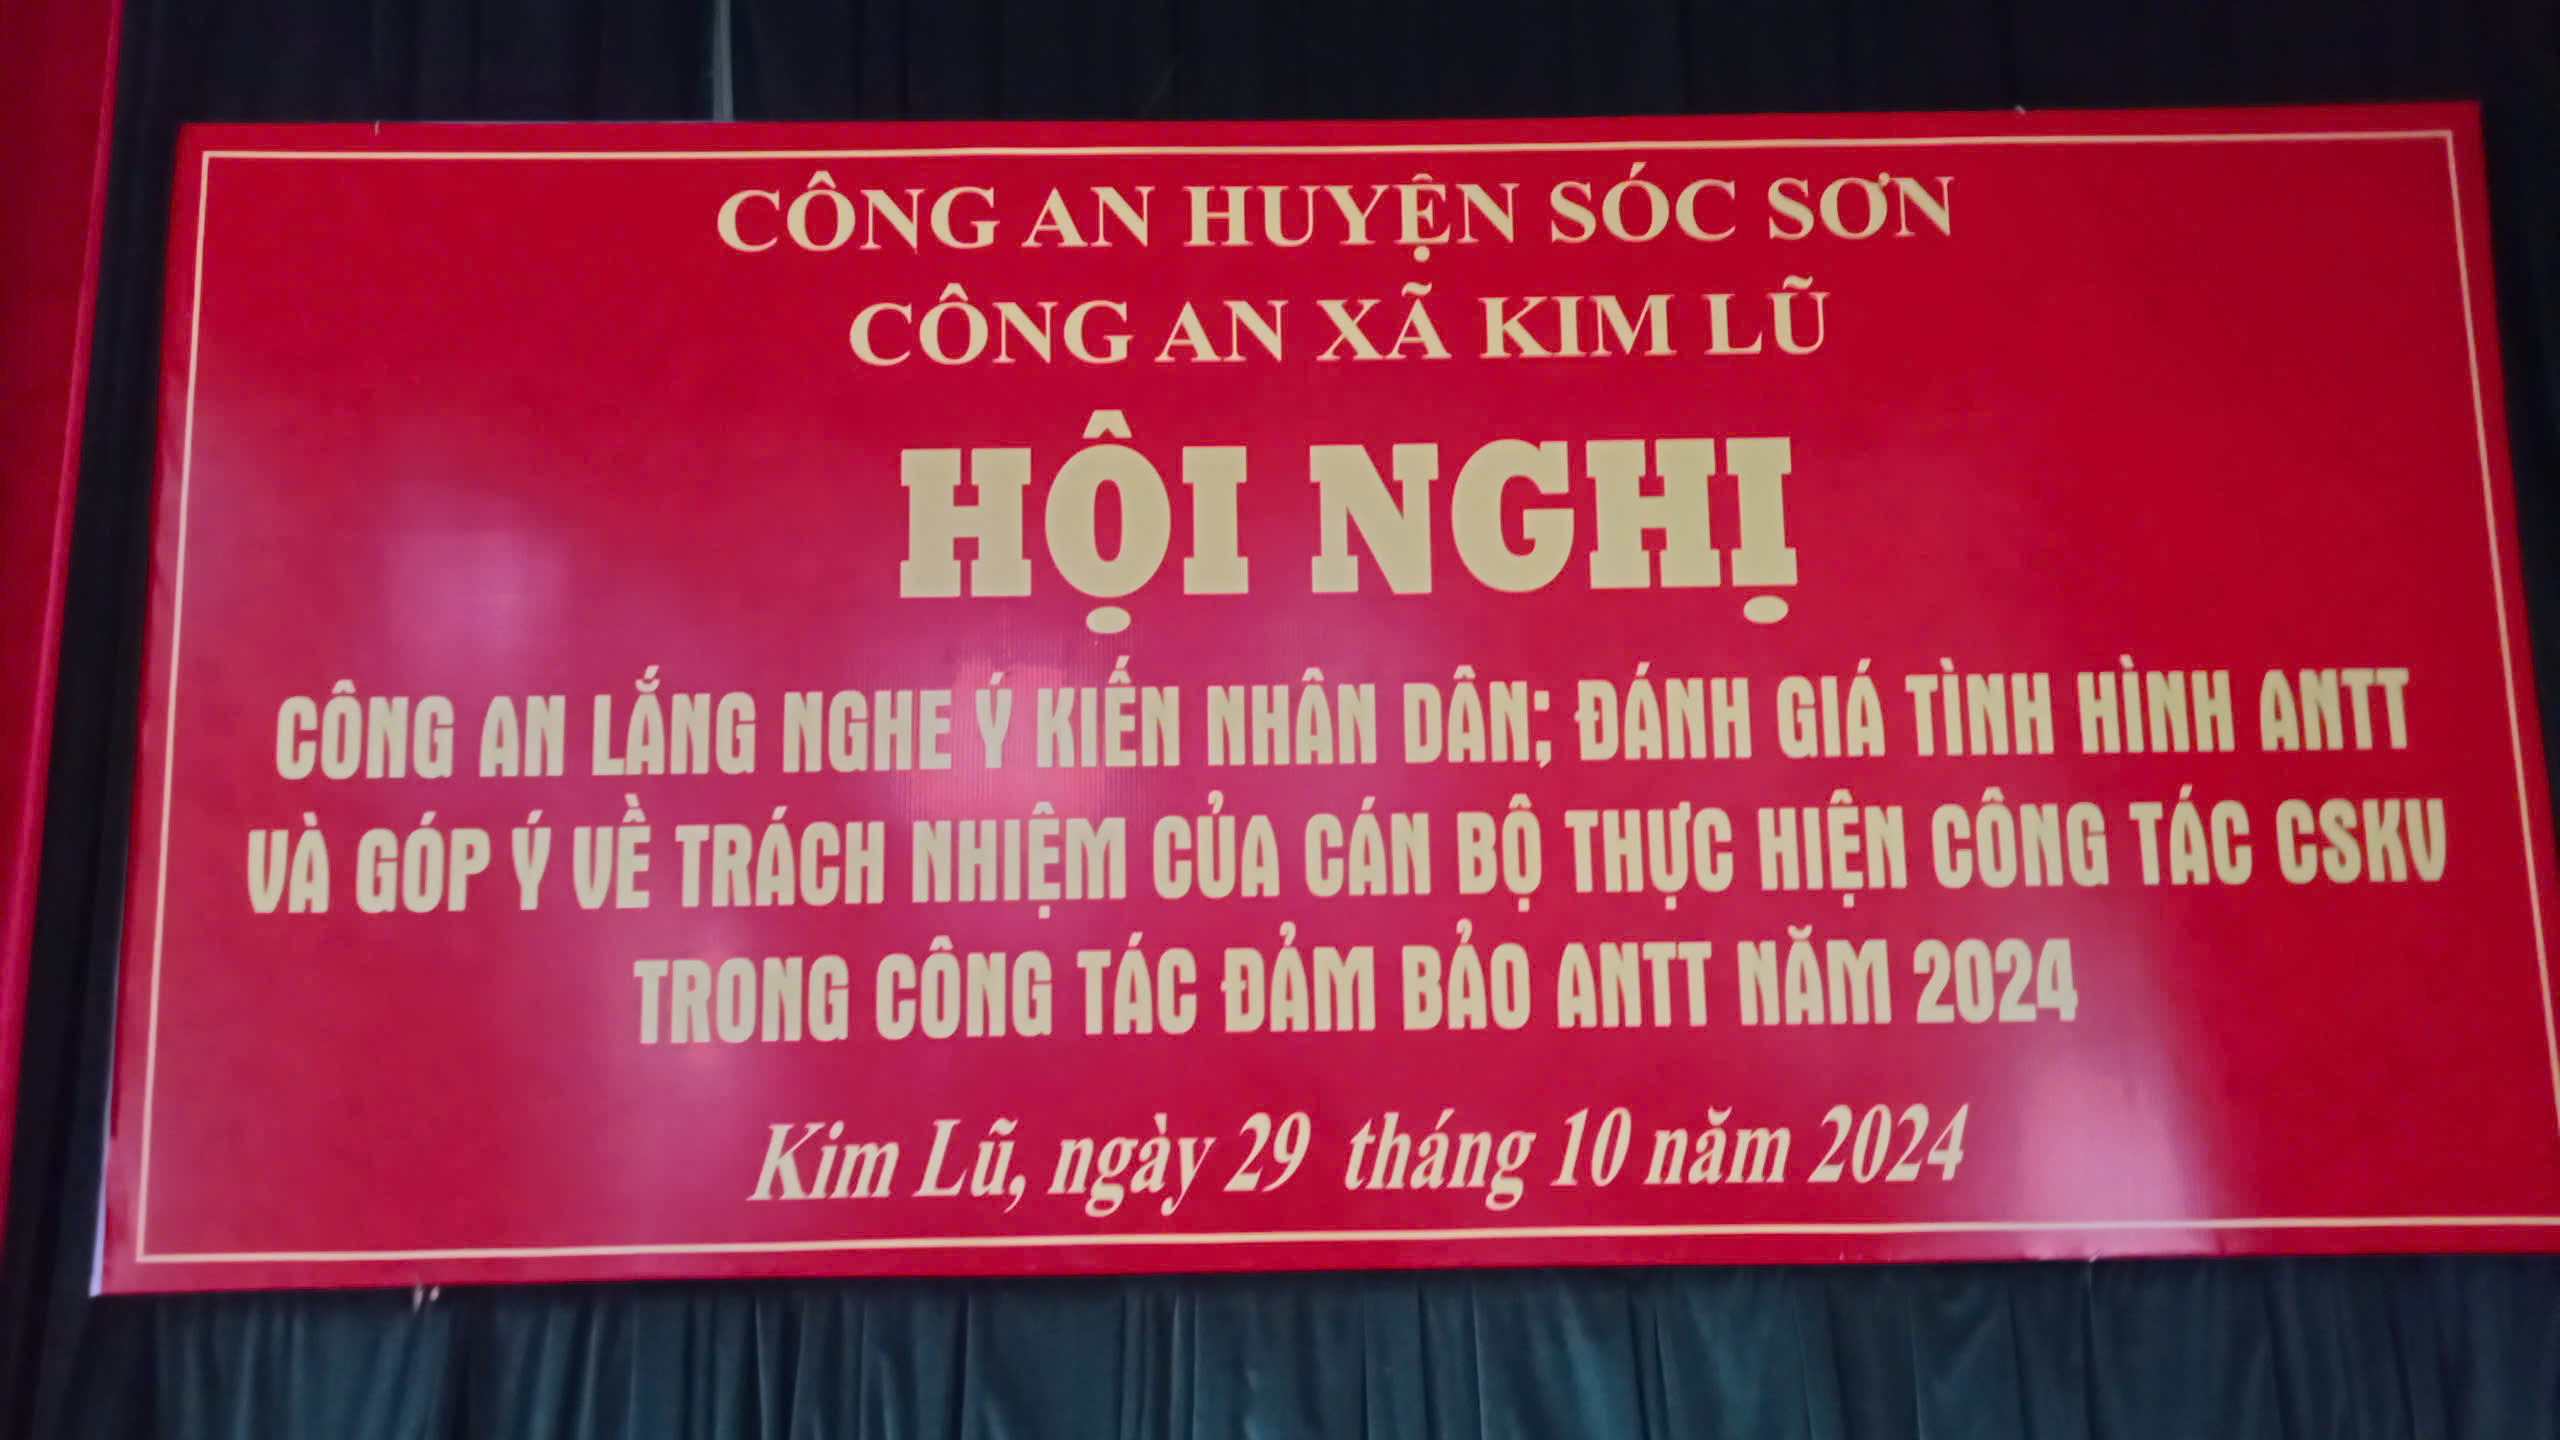 CÔNG AN HUYỆN SÓC SƠN
CÔNG AN XÃ KIM LŨ
HỘI NGHỊ
CÔNG AN LẮNG NGHE Ý KIẾN NHÂN DÂN; ĐÁNH GIÁ TÌNH HÌNH ANTT
VÀ GÓP Ý VỀ TRÁCH NHIỆM CỦA CÁN BỘ THỰC HIỆN CÔNG TÁC CSKV
TRONG CÔNG TÁC ĐẢM BẢO ANTT NĂM 2024
Kim Lũ, ngày 29 tháng 10 năm 2024